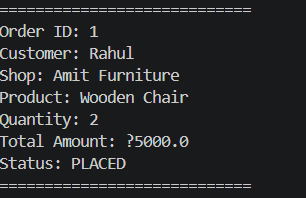 ============================
Order ID: 1
Customer: Rahul
Shop: Amit Furniture
Product: Wooden Chair
Quantity: 2
Total Amount: ?5000.0
Status: PLACED
============================